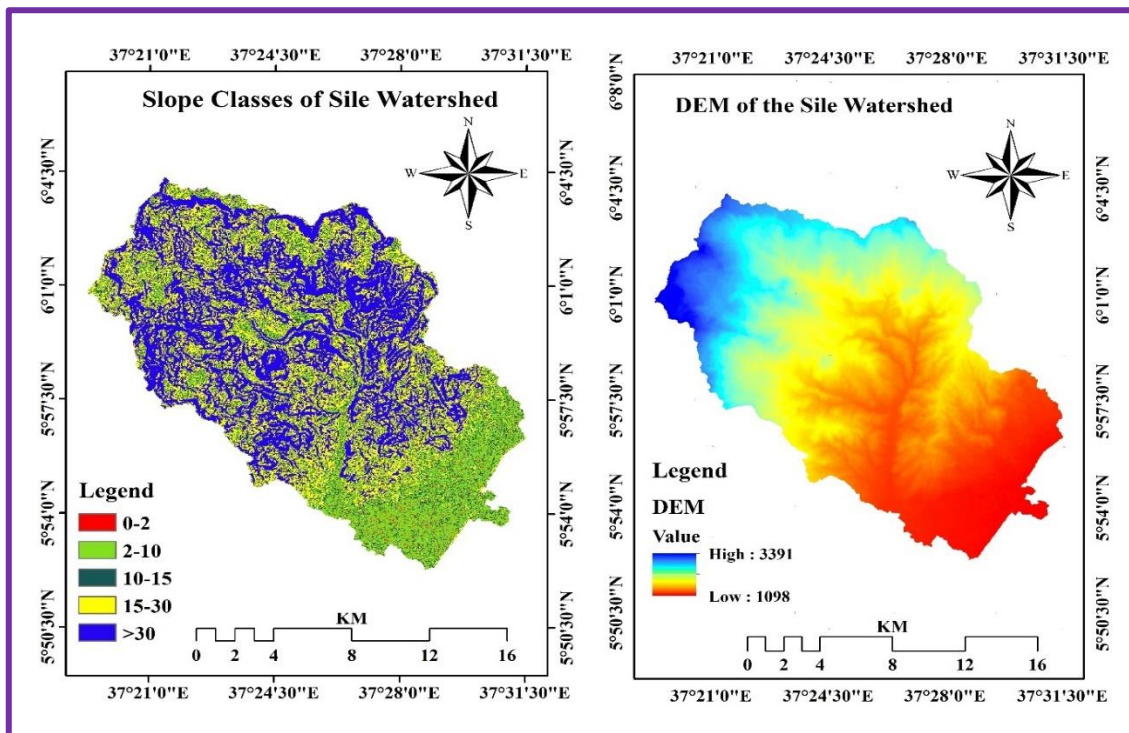 37°21'0"E 37°24'30"E 37°28'0"E 37°31'30"E
Slope Classes of Sile Watershed
N
W E
S
6°4'30"N
6°1'0"N
5°57'30"N
5°54'0"N
5°50'30"N
6°4'30"N
6°1'0"N
5°57'30"N
5°54'0"N
5°50'30"N
Legend
0-2
2-10
10-15
15-30
>30
KM
0 2 4 8 12 16
37°21'0"E 37°24'30"E 37°28'0"E 37°31'30"E
37°21'0"E 37°24'30"E 37°28'0"E 37°31'30"E
DEM of the Sile Watershed
N
W E
S
6°8'0"N
6°4'30"N
6°1'0"N
5°57'30"N
5°54'0"N
5°50'30"N
6°8'0"N
6°4'30"N
6°1'0"N
5°57'30"N
5°54'0"N
5°50'30"N
Legend
DEM
Value
High : 3391
Low : 1098
KM
0 2 4 8 12 16
37°21'0"E 37°24'30"E 37°28'0"E 37°31'30"E